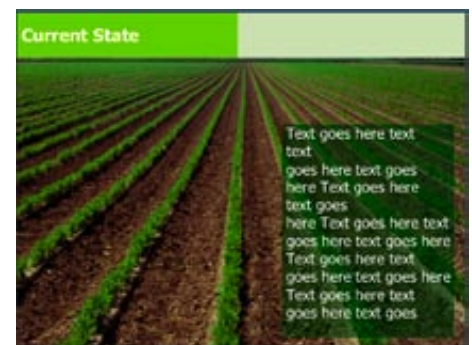 Current State
Text goes here text
text
goes here text goes
here Text goes here
text goes
here Text goes here text
goes here text goes here
Text goes here text
goes here text goes here
Text goes here text
goes here text goes